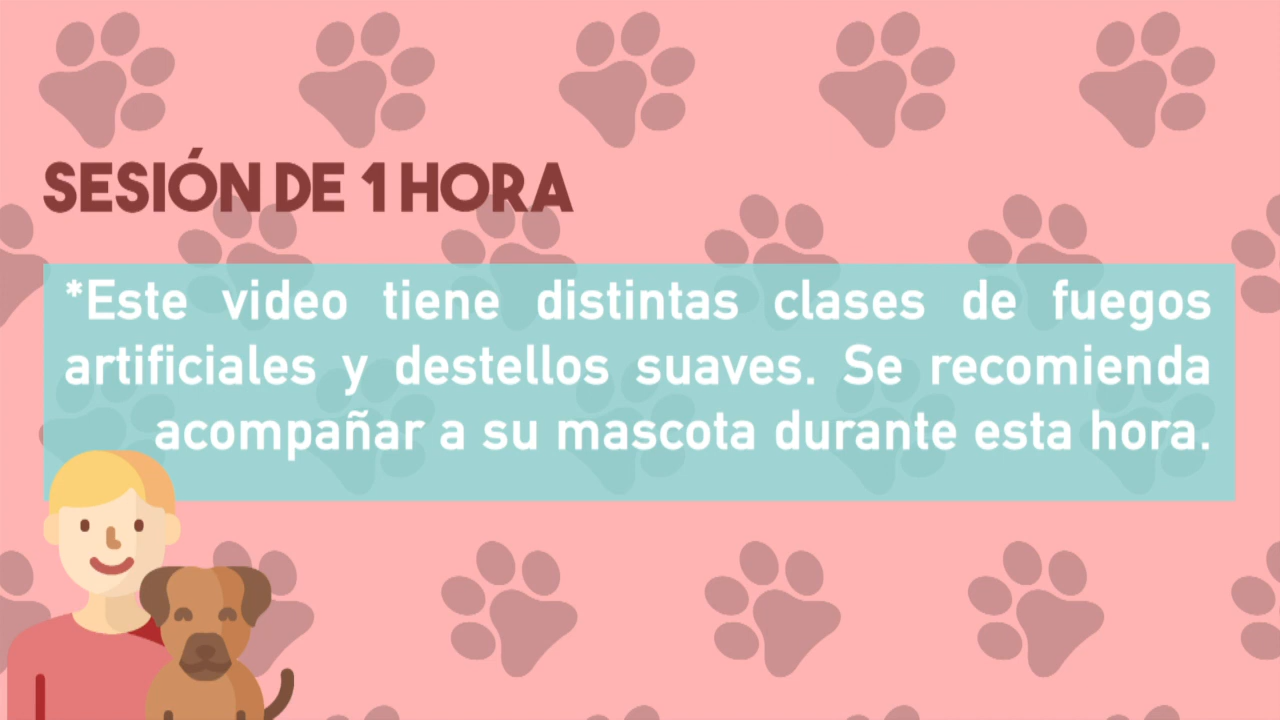 SESIÓN DE 1 HORA
*Este video tiene distintas clases de fuegos
artificiales y destellos suaves. Se recomienda
acompañar a su mascota durante esta hora.